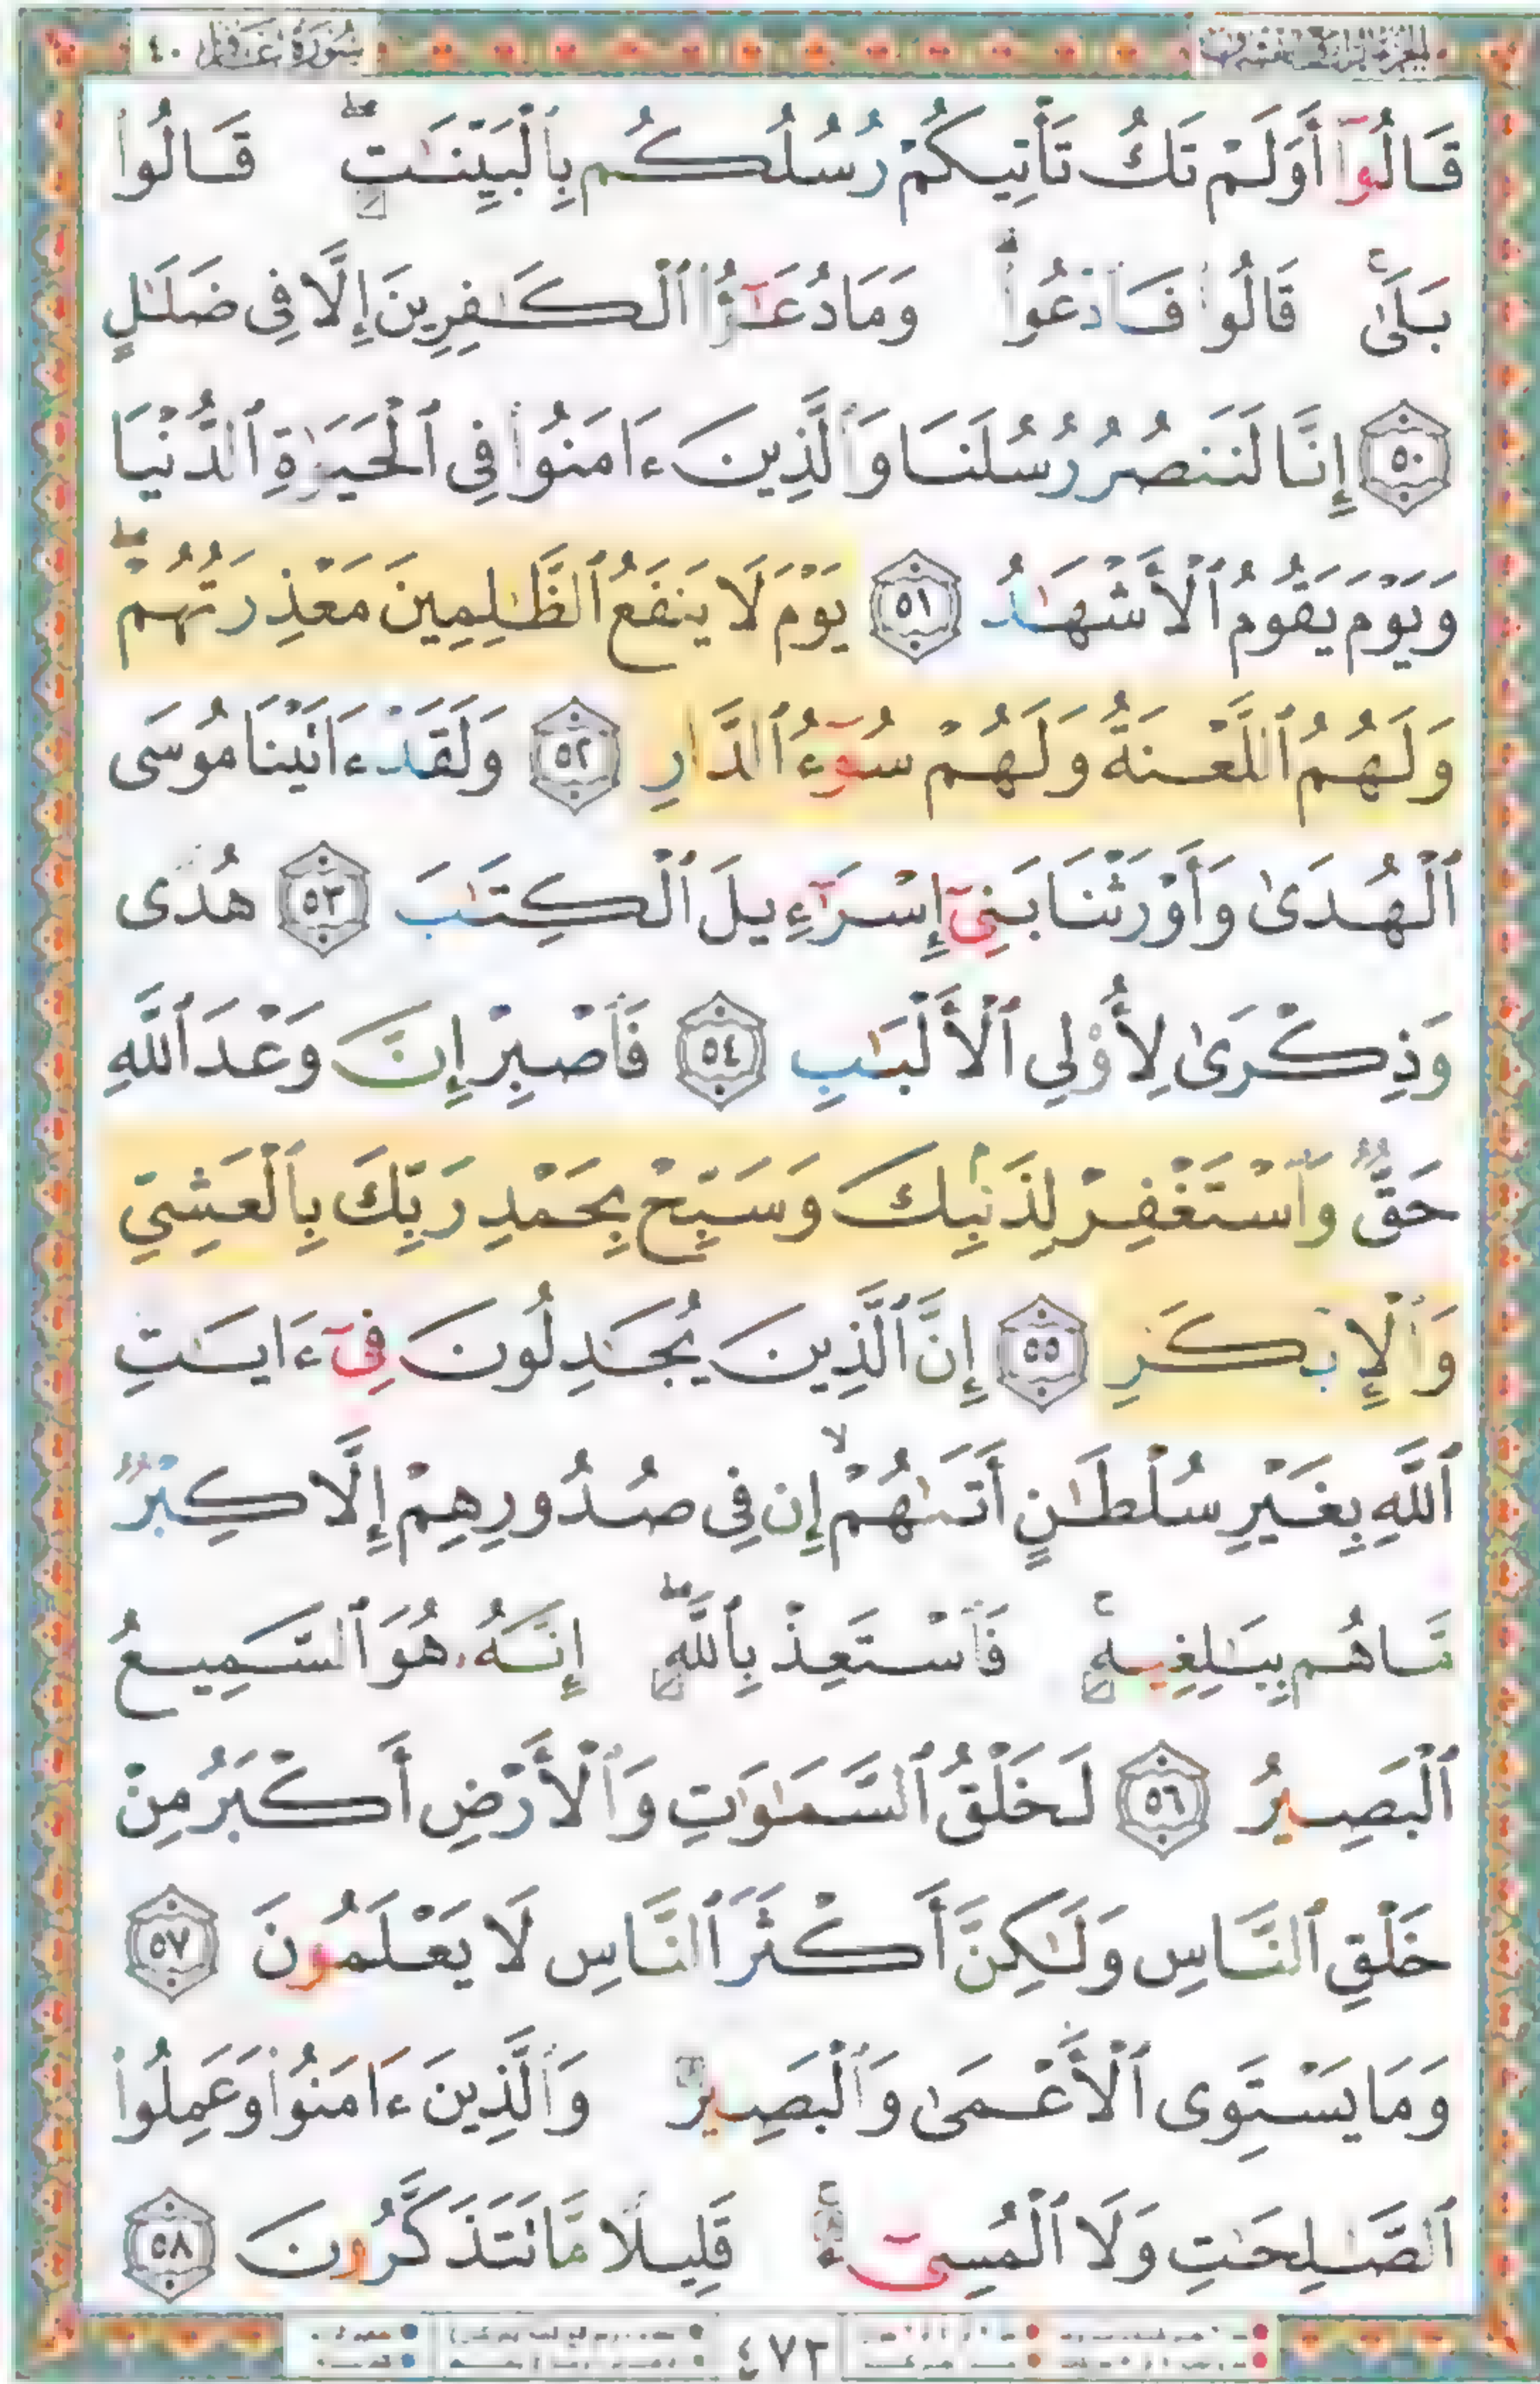 سُورَةُ غَافِر ٤٠
قَالُوٓا۟ أَوَلَمْ تَكُ تَأْتِيكُمْ رُسُلُكُم بِٱلْبَيِّنَـٰتِ ۖ قَالُوا۟
بَلَىٰ ۚ قَالُوا۟ فَٱدْعُوا۟ ۗ وَمَا دُعَـٰٓؤُا۟ ٱلْكَـٰفِرِينَ إِلَّا فِى ضَلَـٰلٍ
٥٠ إِنَّا لَنَنصُرُ رُسُلَنَا وَٱلَّذِينَ ءَامَنُوا۟ فِى ٱلْحَيَوٰةِ ٱلدُّنْيَا
وَيَوْمَ يَقُومُ ٱلْأَشْهَـٰدُ ٥١ يَوْمَ لَا يَنفَعُ ٱلظَّـٰلِمِينَ مَعْذِرَتُهُمْ ۖ
وَلَهُمُ ٱللَّعْنَةُ وَلَهُمْ سُوٓءُ ٱلدَّارِ ٥٢ وَلَقَدْ ءَاتَيْنَا مُوسَى
ٱلْهُدَىٰ وَأَوْرَثْنَا بَنِىٓ إِسْرَٰٓءِيلَ ٱلْكِتَـٰبَ ٥٣ هُدًى
وَذِكْرَىٰ لِأُو۟لِى ٱلْأَلْبَـٰبِ ٥٤ فَٱصْبِرْ إِنَّ وَعْدَ ٱللَّهِ
حَقٌّ وَٱسْتَغْفِرْ لِذَنۢبِكَ وَسَبِّحْ بِحَمْدِ رَبِّكَ بِٱلْعَشِىِّ
وَٱلْإِبْكَـٰرِ ٥٥ إِنَّ ٱلَّذِينَ يُجَـٰدِلُونَ فِىٓ ءَايَـٰتِ
ٱللَّهِ بِغَيْرِ سُلْطَـٰنٍ أَتَىٰهُمْ ۙ إِن فِى صُدُورِهِمْ إِلَّا كِبْرٌ
مَّا هُم بِبَـٰلِغِيهِ ۚ فَٱسْتَعِذْ بِٱللَّهِ ۖ إِنَّهُۥ هُوَ ٱلسَّمِيعُ
ٱلْبَصِيرُ ٥٦ لَخَلْقُ ٱلسَّمَـٰوَٰتِ وَٱلْأَرْضِ أَكْبَرُ مِنْ
خَلْقِ ٱلنَّاسِ وَلَـٰكِنَّ أَكْثَرَ ٱلنَّاسِ لَا يَعْلَمُونَ ٥٧
وَمَا يَسْتَوِى ٱلْأَعْمَىٰ وَٱلْبَصِيرُ وَٱلَّذِينَ ءَامَنُوا۟ وَعَمِلُوا۟
ٱلصَّـٰلِحَـٰتِ وَلَا ٱلْمُسِىٓءُ ۚ قَلِيلًا مَّا تَتَذَكَّرُونَ ٥٨
٤٧٣